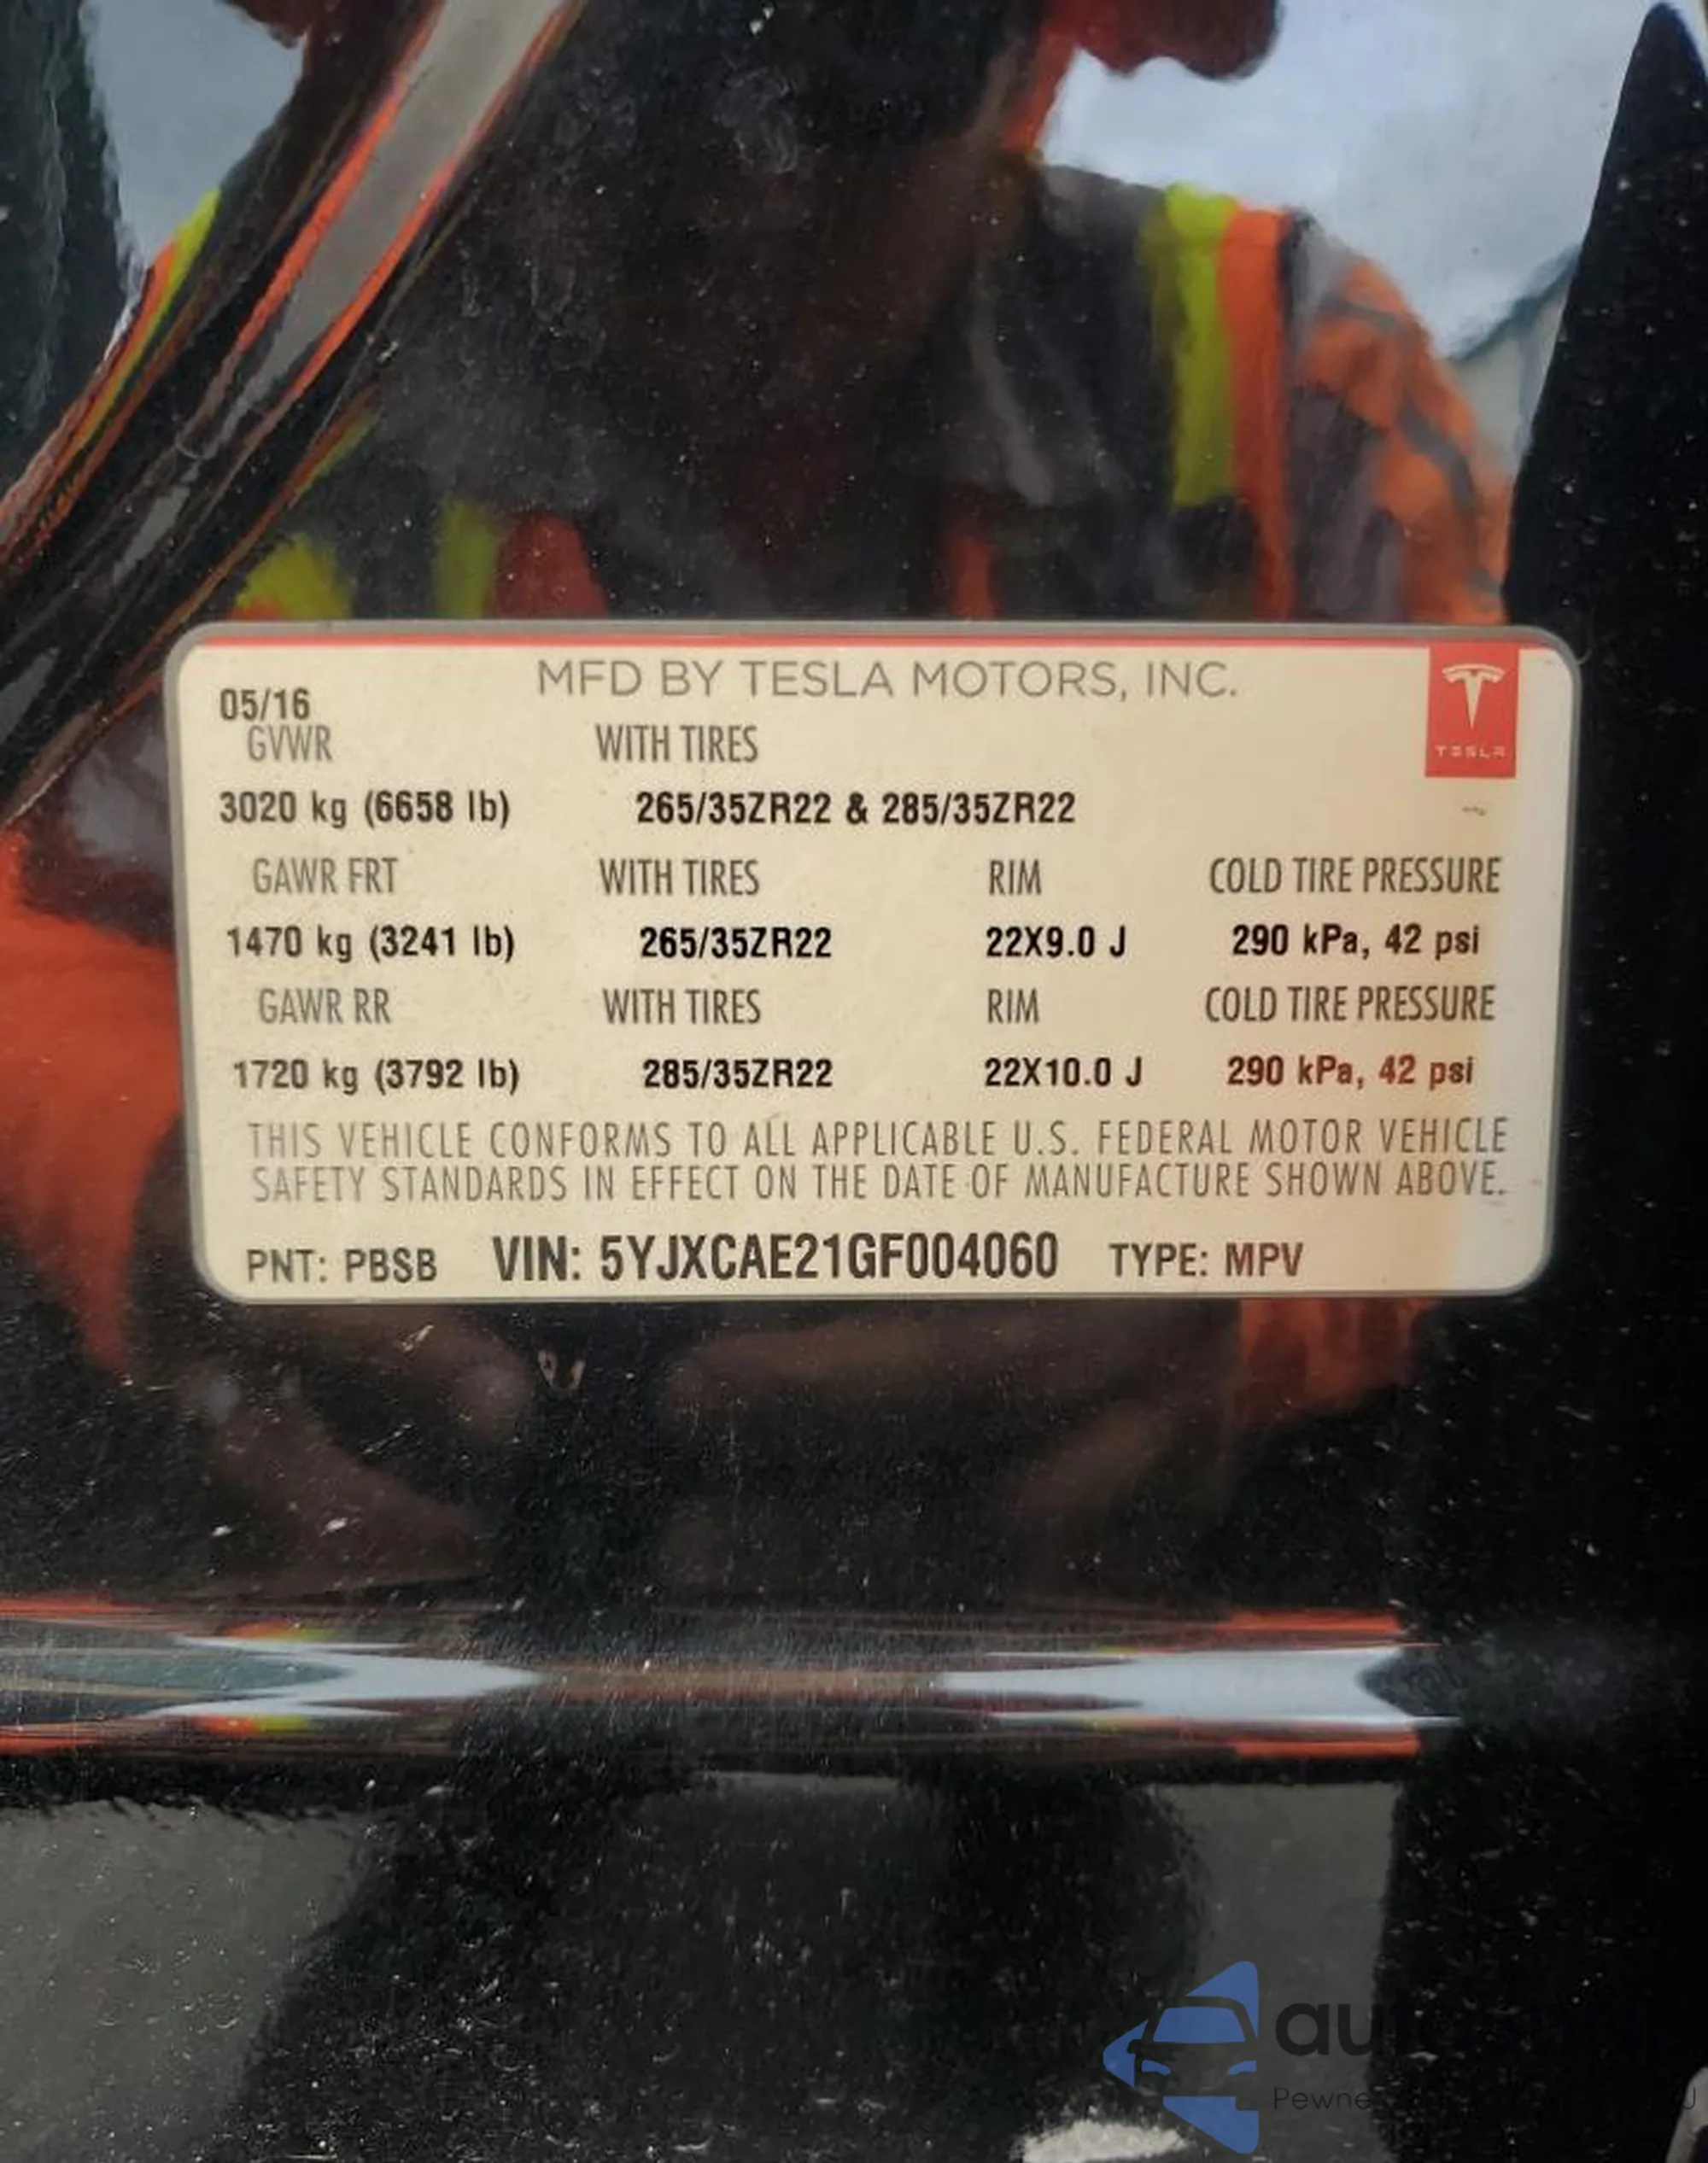 MFD BY TESLA MOTORS, INC.
05/16
GVWR WITH TIRES
TESLA
3020 kg (6658 lb) 265/35ZR22 & 285/35ZR22
GAWR FRT WITH TIRES RIM COLD TIRE PRESSURE
1470 kg (3241 lb) 265/35ZR22 22X9.0 J 290 kPa, 42 psi
GAWR RR WITH TIRES RIM COLD TIRE PRESSURE
1720 kg (3792 lb) 285/35ZR22 22X10.0 J 290 kPa, 42 psi
THIS VEHICLE CONFORMS TO ALL APPLICABLE U.S. FEDERAL MOTOR VEHICLE
SAFETY STANDARDS IN EFFECT ON THE DATE OF MANUFACTURE SHOWN ABOVE.
PNT: PBSB VIN: 5YJXCAE21GF004060 TYPE: MPV